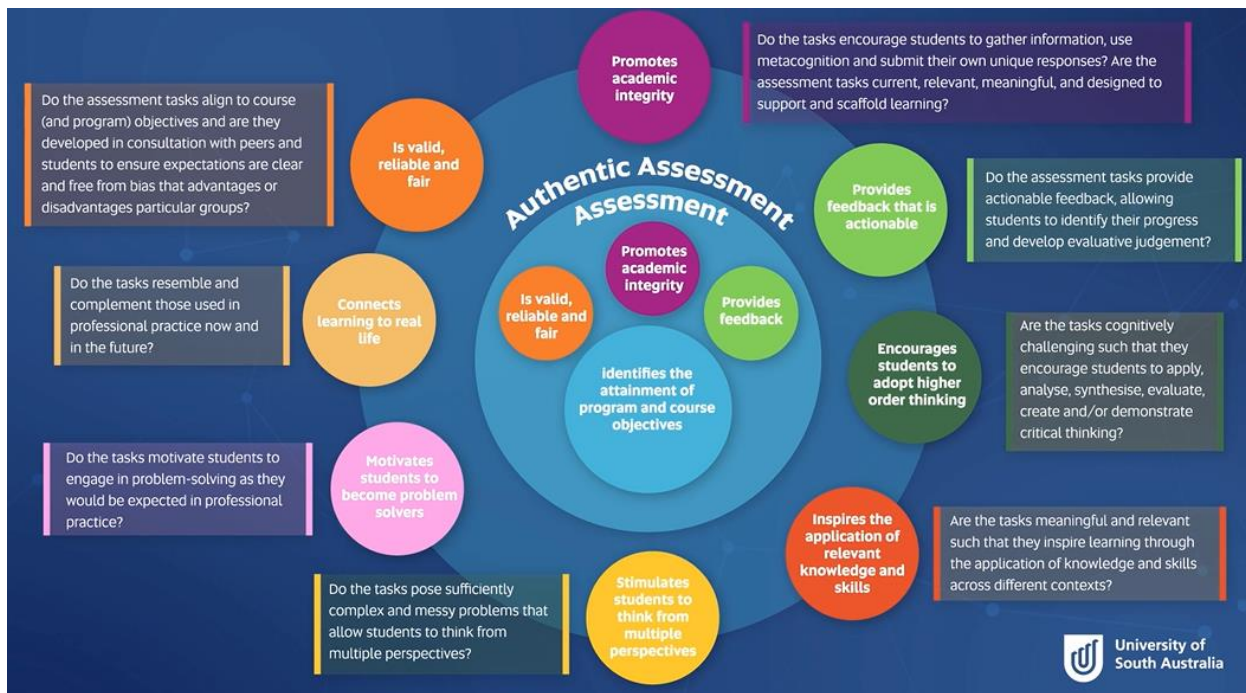 Promotes
academic
integrity
Do the tasks encourage students to gather information, use
metacognition and submit their own unique responses? Are the
assessment tasks current, relevant, meaningful, and designed to
support and scaffold learning?
Do the assessment tasks align to course
(and program) objectives and are they
developed in consultation with peers and
students to ensure expectations are clear
and free from bias that advantages or
disadvantages particular groups?
Is valid,
reliable and
fair
Authentic Assessment
Assessment
Provides
feedback that is
actionable
Do the assessment tasks provide
actionable feedback, allowing
students to identify their progress
and develop evaluative judgement?
Promotes
academic
integrity
Is valid,
reliable and
fair
Provides
feedback
identifies the
attainment of
program and course
objectives
Do the tasks resemble and
complement those used in
professional practice now and
in the future?
Connects
learning to real
life
Encourages
students to
adopt higher
order thinking
Are the tasks cognitively
challenging such that they
encourage students to apply,
analyse, synthesise, evaluate,
create and/or demonstrate
critical thinking?
Do the tasks motivate students to
engage in problem-solving as they
would be expected in professional
practice?
Motivates
students to
become problem
solvers
Inspires the
application of
relevant
knowledge and
skills
Are the tasks meaningful and relevant
such that they inspire learning through
the application of knowledge and skills
across different contexts?
Do the tasks pose sufficiently
complex and messy problems that
allow students to think from
multiple perspectives?
Stimulates
students to
think from
multiple
perspectives
University of
South Australia